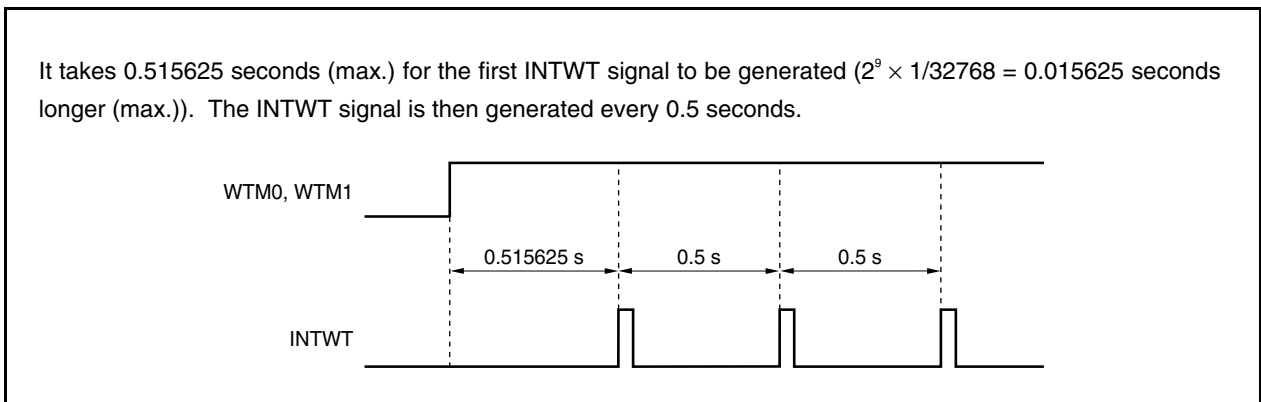 It takes 0.515625 seconds (max.) for the first INTWT signal to be generated (2⁹ × 1/32768 = 0.015625 seconds
longer (max.)). The INTWT signal is then generated every 0.5 seconds.
WTM0, WTM1
0.515625 s 0.5 s 0.5 s
INTWT